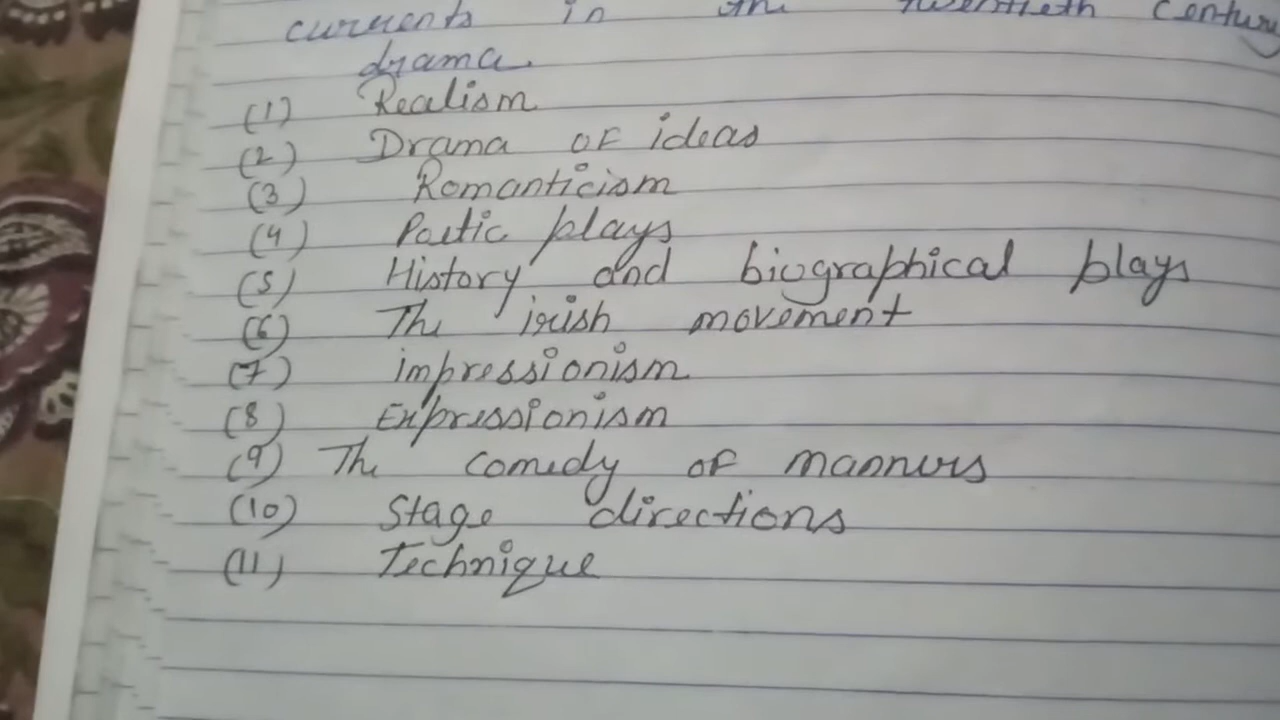 currents in the twentieth century
drama.
(1) Realism
(2) Drama of ideas
(3) Romanticism
(4) Poetic plays
(5) History and biographical plays
(6) The irish movement
(7) impressionism
(8) Expressionism
(9) The comedy of manners
(10) Stage directions
(11) Technique